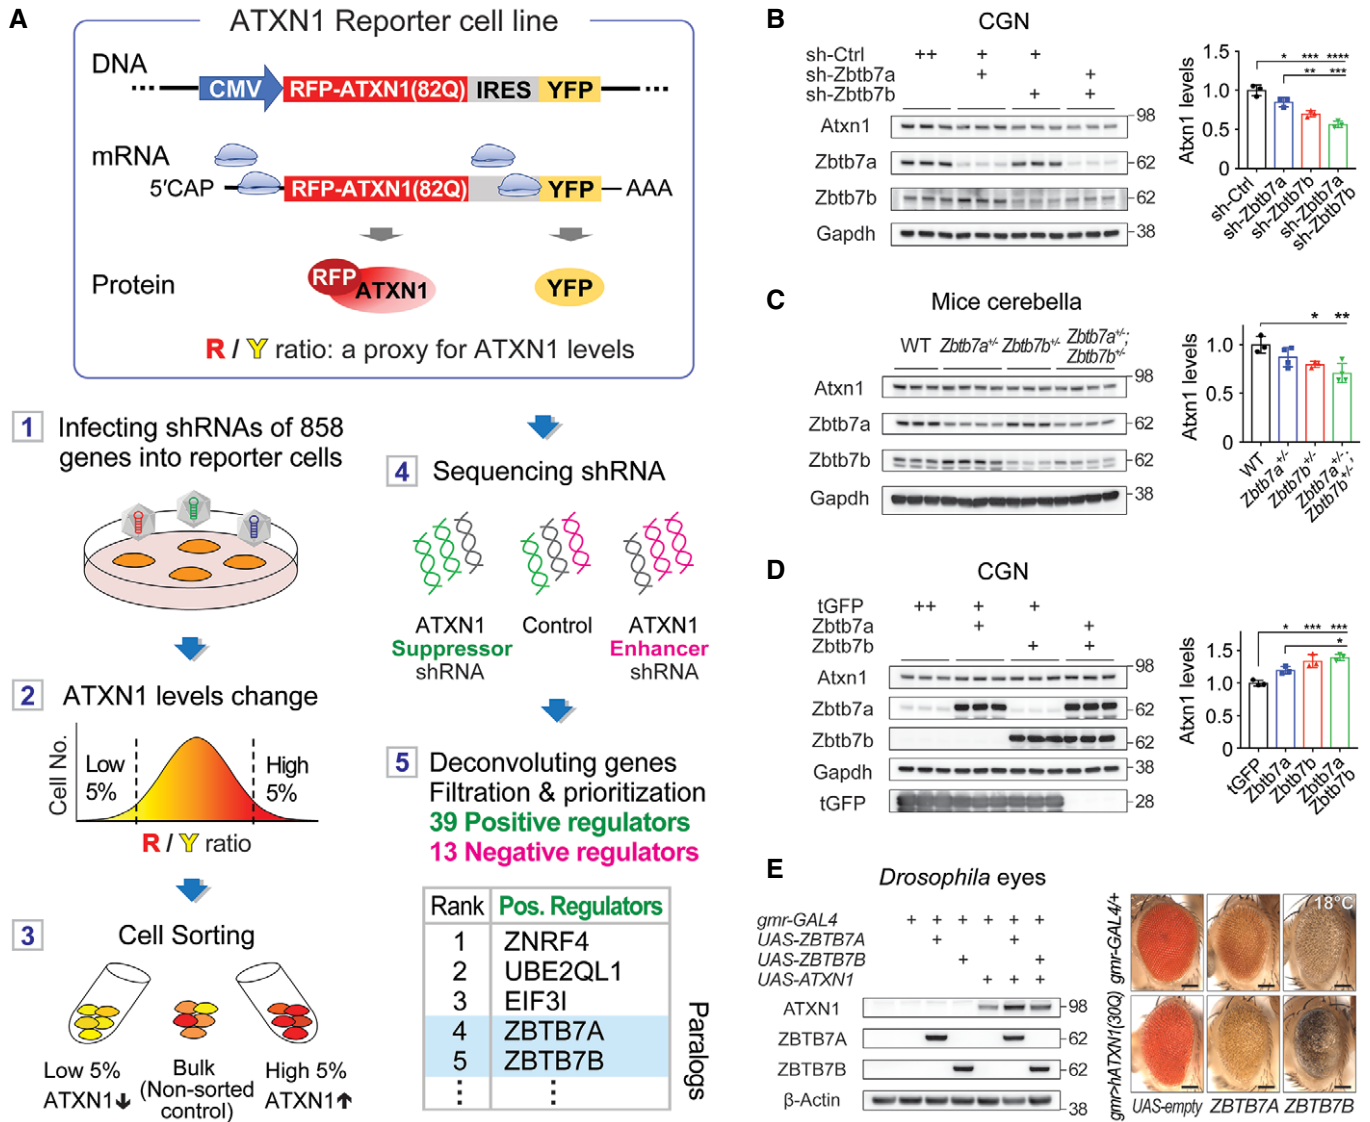 A
ATXN1 Reporter cell line
DNA
CMV
RFP-ATXN1(82Q)
IRES
YFP
mRNA
5′CAP
RFP-ATXN1(82Q)
YFP
AAA
Protein
RFP
ATXN1
YFP
R / Y ratio: a proxy for ATXN1 levels
1
Infecting shRNAs of 858
genes into reporter cells
2
ATXN1 levels change
Cell No.
Low
5%
High
5%
R / Y ratio
3
Cell Sorting
Low 5%
ATXN1
Bulk
(Non-sorted
control)
High 5%
ATXN1
4
Sequencing shRNA
ATXN1
Suppressor
shRNA
Control
ATXN1
Enhancer
shRNA
5
Deconvoluting genes
Filtration & prioritization
39 Positive regulators
13 Negative regulators
Rank Pos. Regulators
1 ZNRF4
2 UBE2QL1
3 EIF3I
4 ZBTB7A
5 ZBTB7B
Paralogs
B
CGN
sh-Ctrl ++ + +
sh-Zbtb7a + +
sh-Zbtb7b + +
Atxn1 98
Zbtb7a 62
Zbtb7b 62
Gapdh 38
Atxn1 levels
1.5
1.0
0.5
0
* *** ****
** ***
sh-Ctrl
sh-Zbtb7a
sh-Zbtb7b
sh-Zbtb7a
sh-Zbtb7b
C
Mice cerebella
WT Zbtb7a+/- Zbtb7b+/- Zbtb7a+/-;
Zbtb7b+/-
Atxn1 98
Zbtb7a 62
Zbtb7b 62
Gapdh 38
Atxn1 levels
1.0
0.5
0
* **
WT
Zbtb7a+/-
Zbtb7b+/-
Zbtb7a+/-;
Zbtb7b+/-
D
CGN
tGFP ++ + +
Zbtb7a + +
Zbtb7b + +
Atxn1 98
Zbtb7a 62
Zbtb7b 62
Gapdh 38
tGFP 28
Atxn1 levels
1.5
1.0
0.5
0
* *** ***
*
tGFP
Zbtb7a
Zbtb7b
Zbtb7a
Zbtb7b
E
Drosophila eyes
gmr-GAL4 + + + + + +
UAS-ZBTB7A + +
UAS-ZBTB7B + +
UAS-ATXN1 + + +
ATXN1 98
ZBTB7A 62
ZBTB7B 62
β-Actin 38
gmr-GAL4/+
gmr>hATXN1(30Q)
18°C
UAS-empty ZBTB7A ZBTB7B